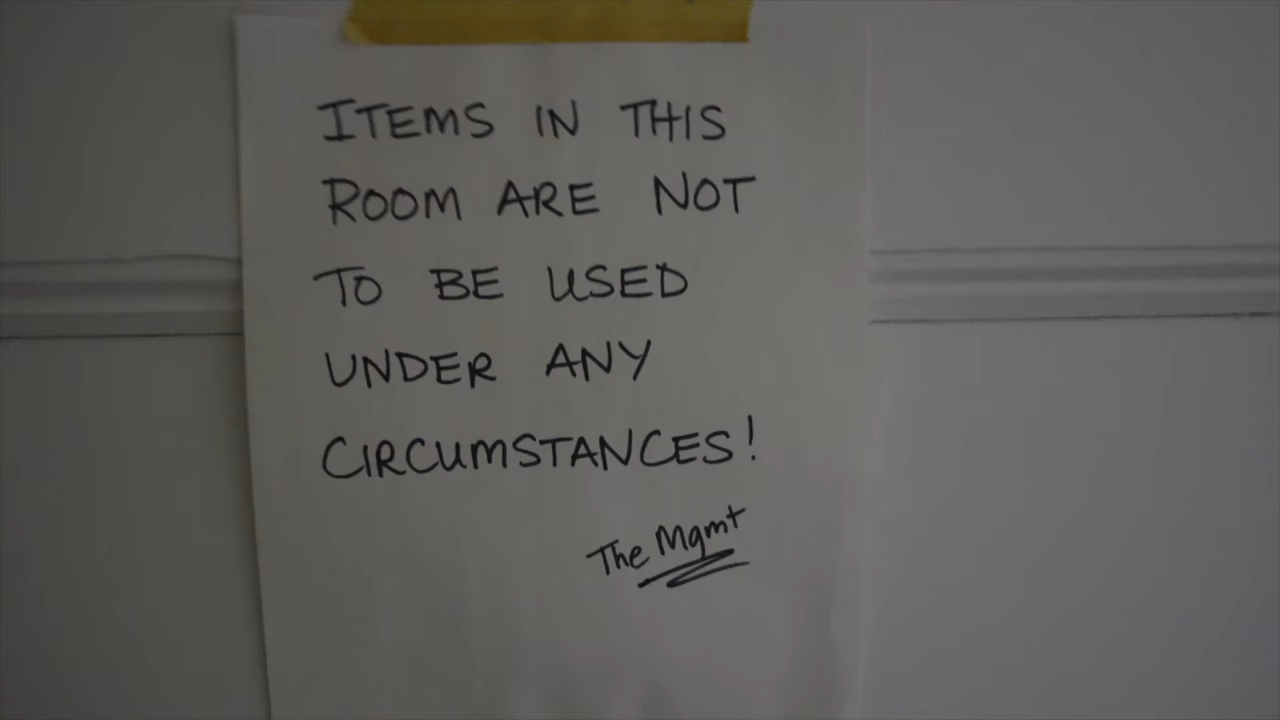 ITEMS IN THIS
ROOM ARE NOT
TO BE USED
UNDER ANY
CIRCUMSTANCES!
The Mgmt